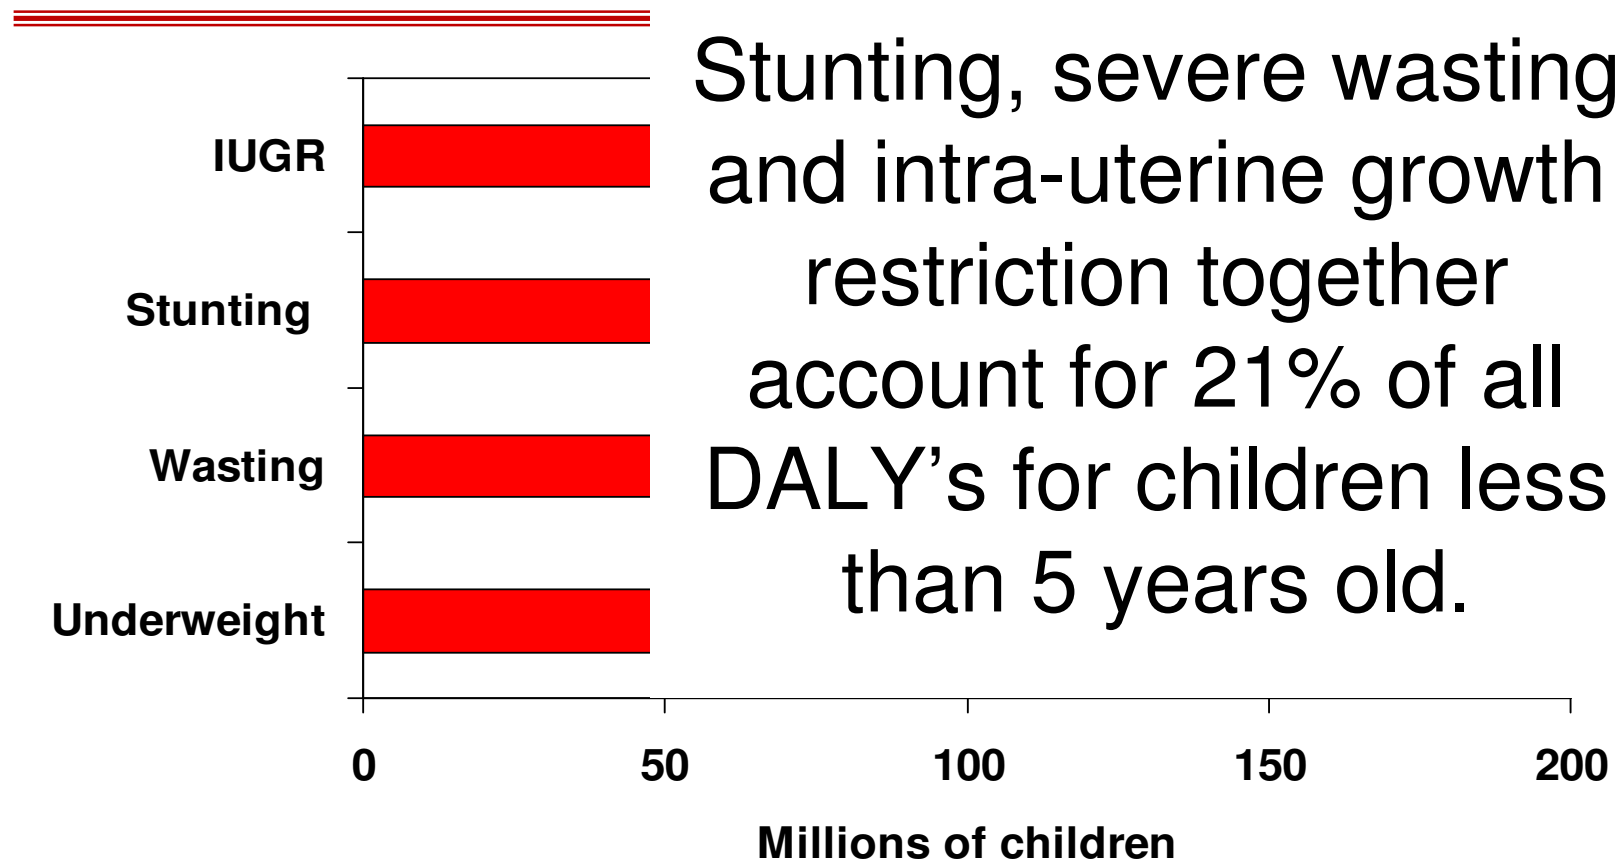 Stunting, severe wasting
and intra-uterine growth
restriction together
account for 21% of all
DALY’s for children less
than 5 years old.
IUGR
Stunting
Wasting
Underweight
0 50 100 150 200
Millions of children